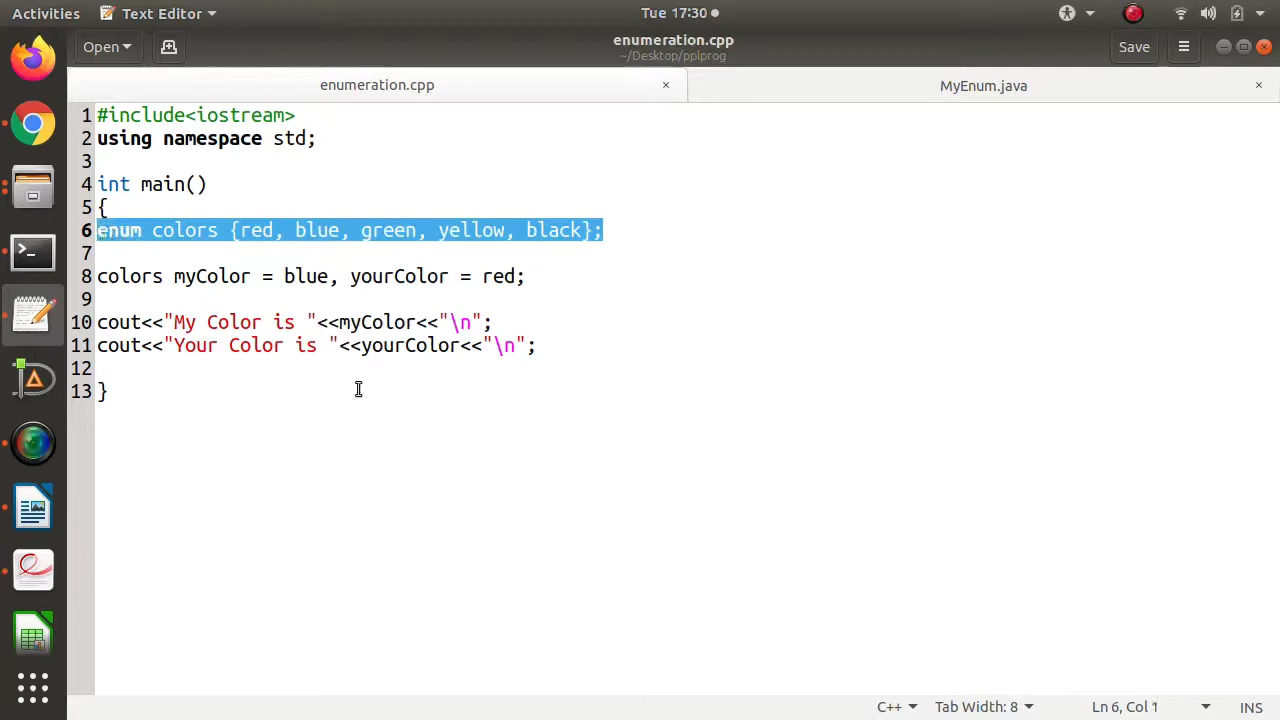 Activities Text Editor Tue 17:30
Open enumeration.cpp Save
~/Desktop/pplprog
enumeration.cpp × MyEnum.java ×
1 #include<iostream>
2 using namespace std;
3
4 int main()
5 {
6 enum colors {red, blue, green, yellow, black};
7
8 colors myColor = blue, yourColor = red;
9
10 cout<<"My Color is "<<myColor<<"\n";
11 cout<<"Your Color is "<<yourColor<<"\n";
12
13 }
C++ Tab Width: 8 Ln 6, Col 1 INS